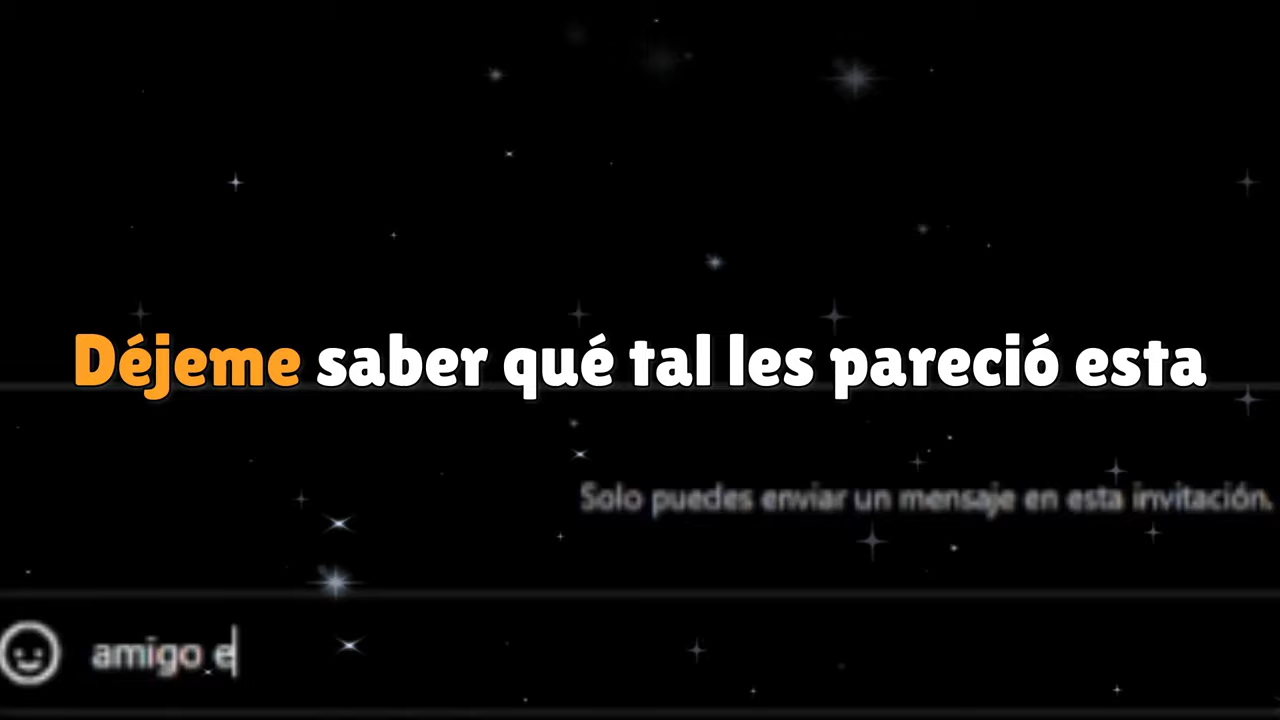 Déjeme saber qué tal les pareció esta
Solo puedes enviar un mensaje en esta invitación.
amigo e